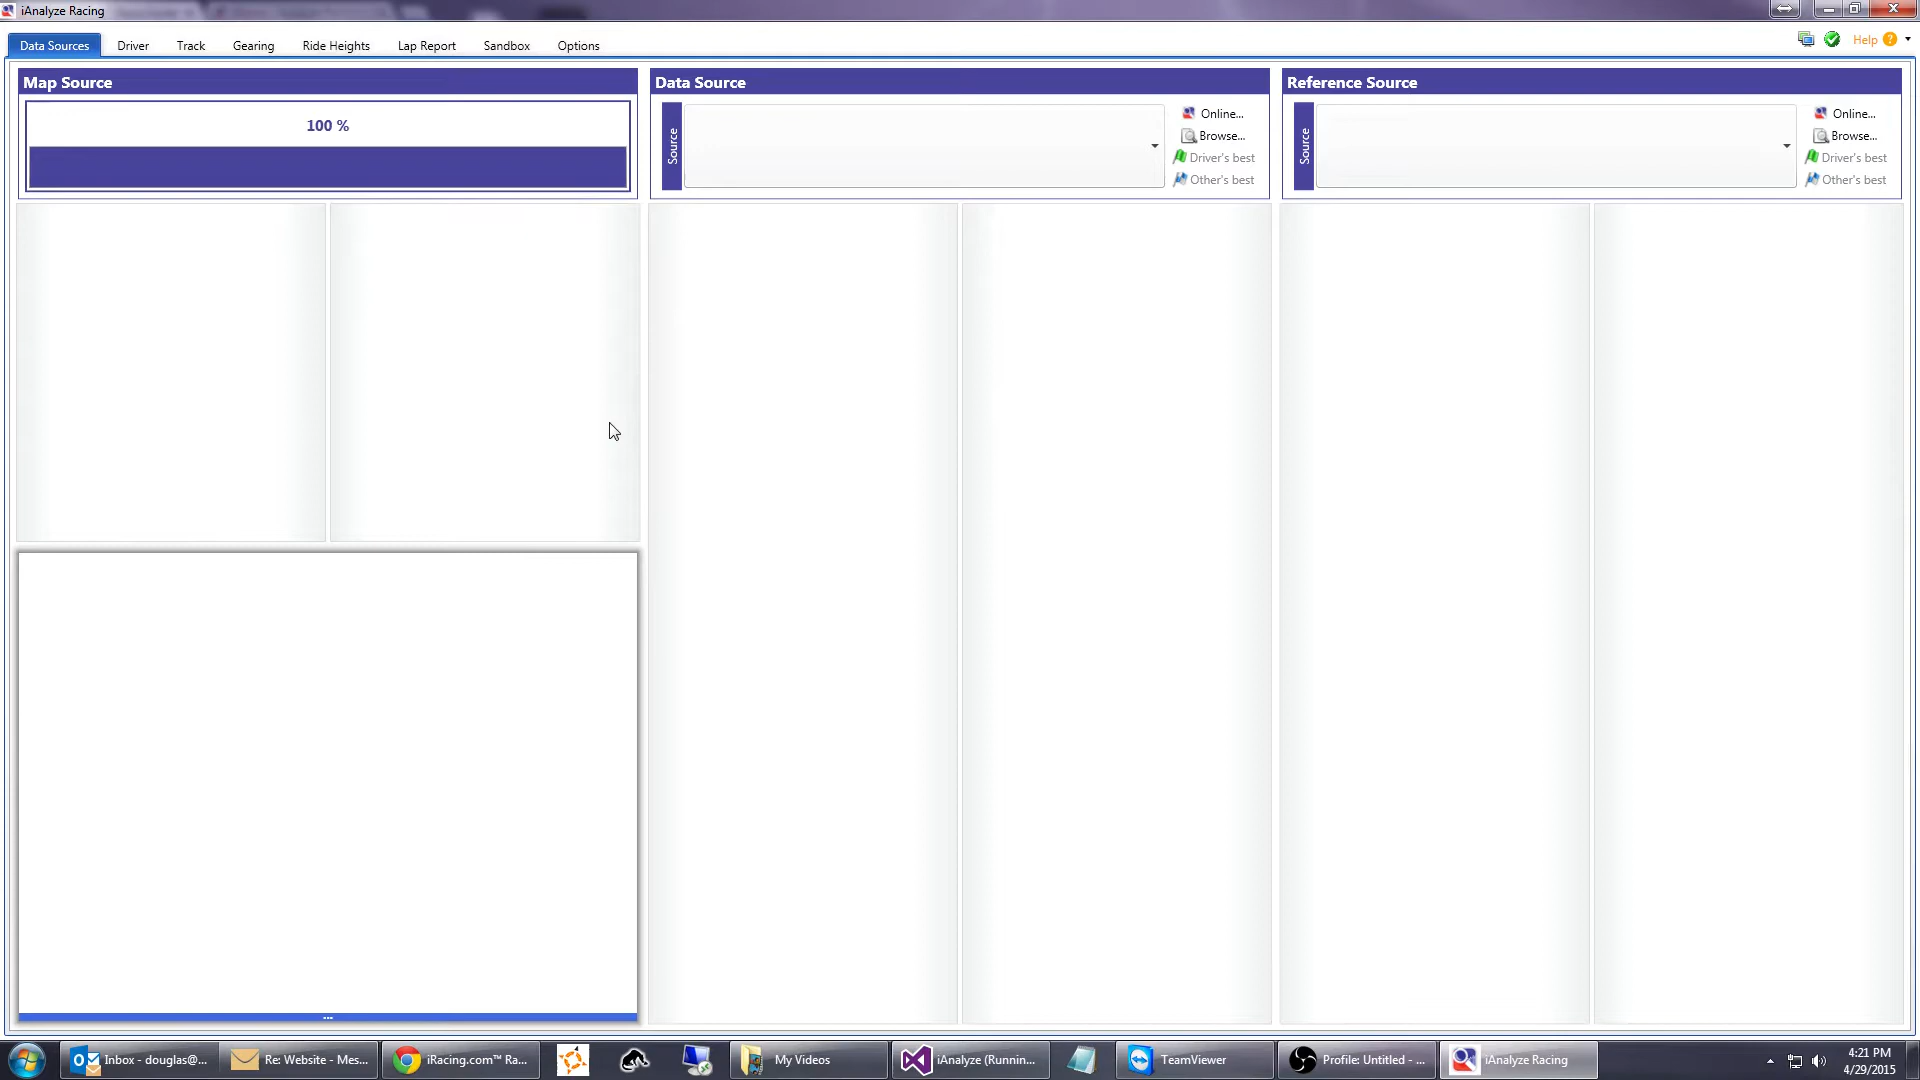 iAnalyze Racing
Data Sources Driver Track Gearing Ride Heights Lap Report Sandbox Options Help
Map Source
100 %
Data Source
Source
Online...
Browse...
Driver's best
Other's best
Reference Source
Source
Online...
Browse...
Driver's best
Other's best
...
Inbox - douglas@... Re: Website - Mes... iRacing.com™ Ra... My Videos iAnalyze (Runnin... TeamViewer Profile: Untitled - ... iAnalyze Racing
4:21 PM
4/29/2015